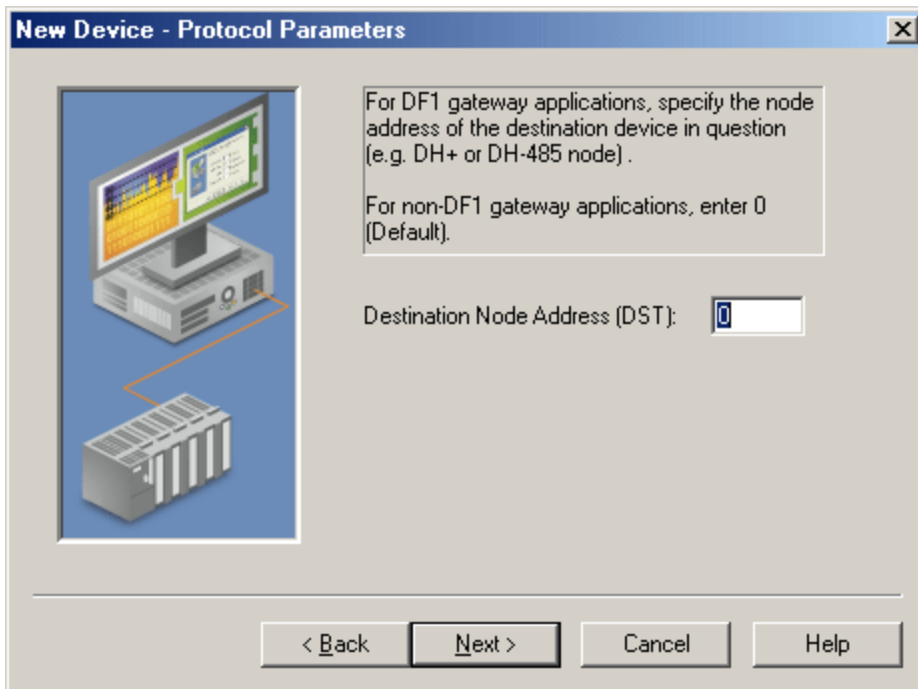 New Device - Protocol Parameters
For DF1 gateway applications, specify the node
address of the destination device in question
(e.g. DH+ or DH-485 node) .
For non-DF1 gateway applications, enter 0
(Default).
Destination Node Address (DST): 0
< Back Next > Cancel Help